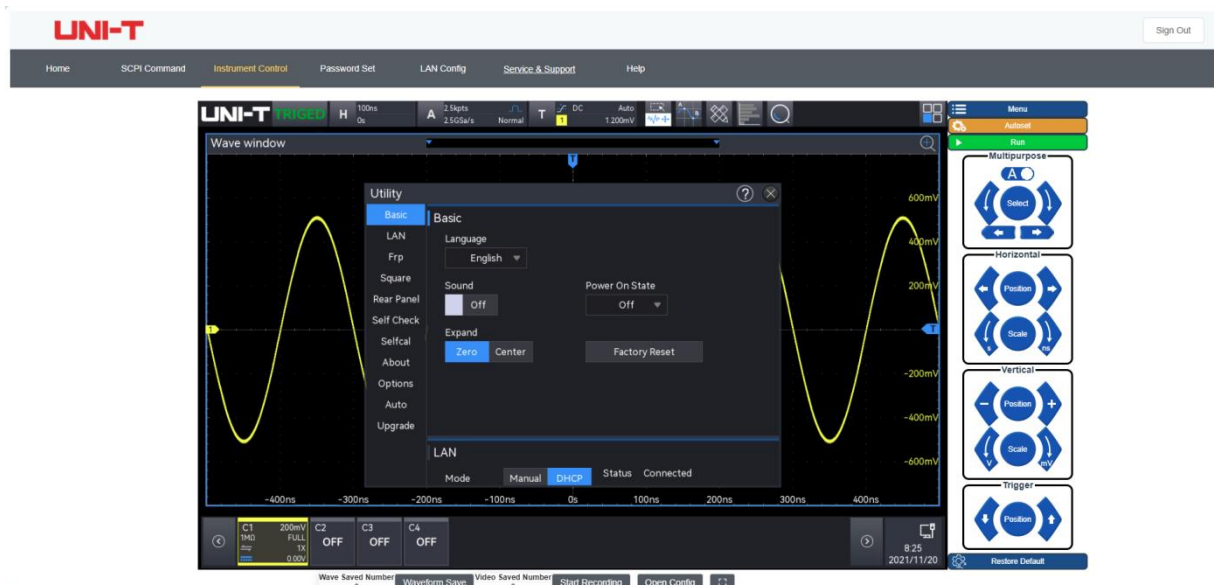 UNI-T
Sign Out
Home SCPI Command Instrument Control Password Set LAN Config Service & Support Help
UNI-T TRIGED H 100ns 0s A 2.5kpts 2.5GSa/s Normal T DC 1 Auto 1.200mV
Menu
Autoset
Run
Wave window
T
Utility ?
Basic
LAN
Frp
Square
Rear Panel
Self Check
Selfcal
About
Options
Auto
Upgrade
Basic
Language
English
Sound
Off
Power On State
Off
Expand
Zero Center
Factory Reset
LAN
Mode Manual DHCP Status Connected
600mV
400mV
200mV
1
T
-200mV
-400mV
-600mV
-400ns -300ns -200ns -100ns 0s 100ns 200ns 300ns 400ns
C1 200mV
1MΩ FULL
1X
0.00V
C2
OFF
C3
OFF
C4
OFF
8:25
2021/11/20
Multipurpose
A
Select
Horizontal
Position
Scale
s ns
Vertical
- Position +
Scale
V mV
Trigger
Position
Restore Default
Wave Saved Number Waveform Save Video Saved Number Start Recording Open Config